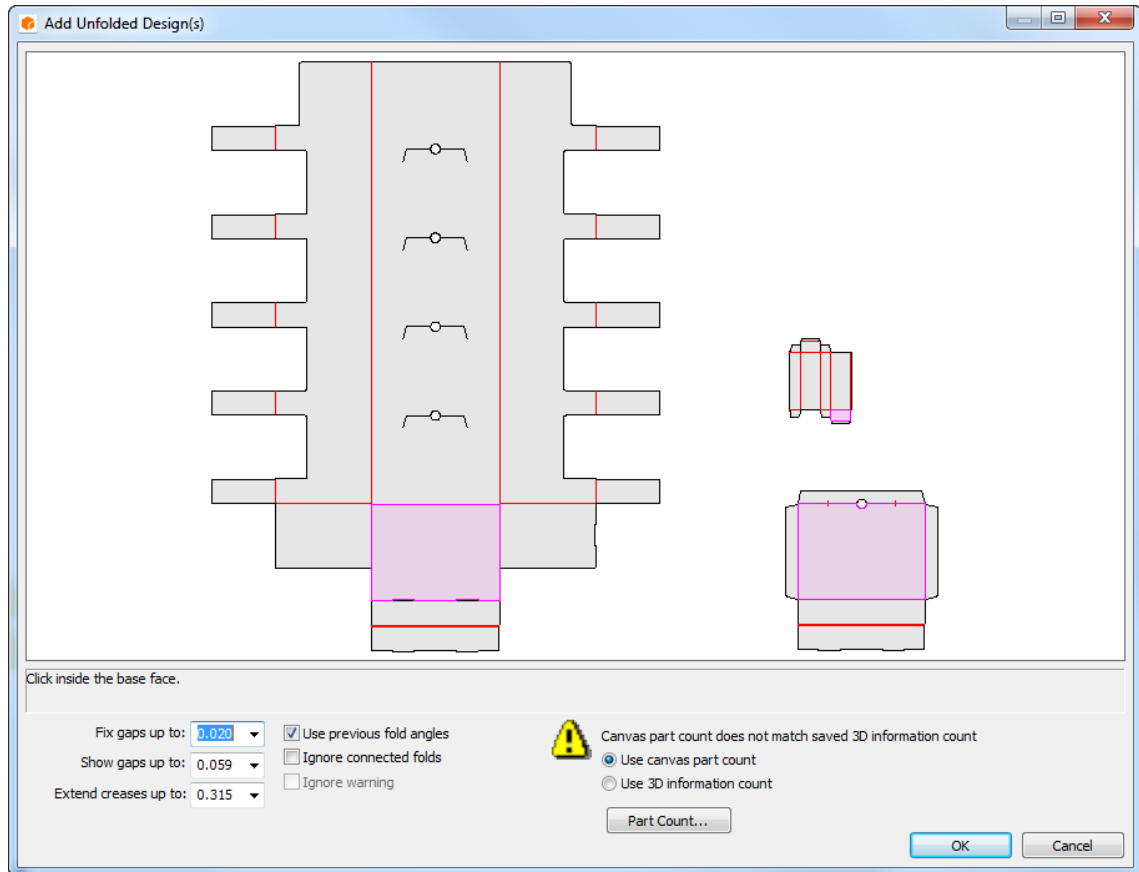 Add Unfolded Design(s)
Click inside the base face.
Fix gaps up to: 0.020
Show gaps up to: 0.059
Extend creases up to: 0.315
Use previous fold angles
Ignore connected folds
Ignore warning
Canvas part count does not match saved 3D information count
Use canvas part count
Use 3D information count
Part Count...
OK
Cancel